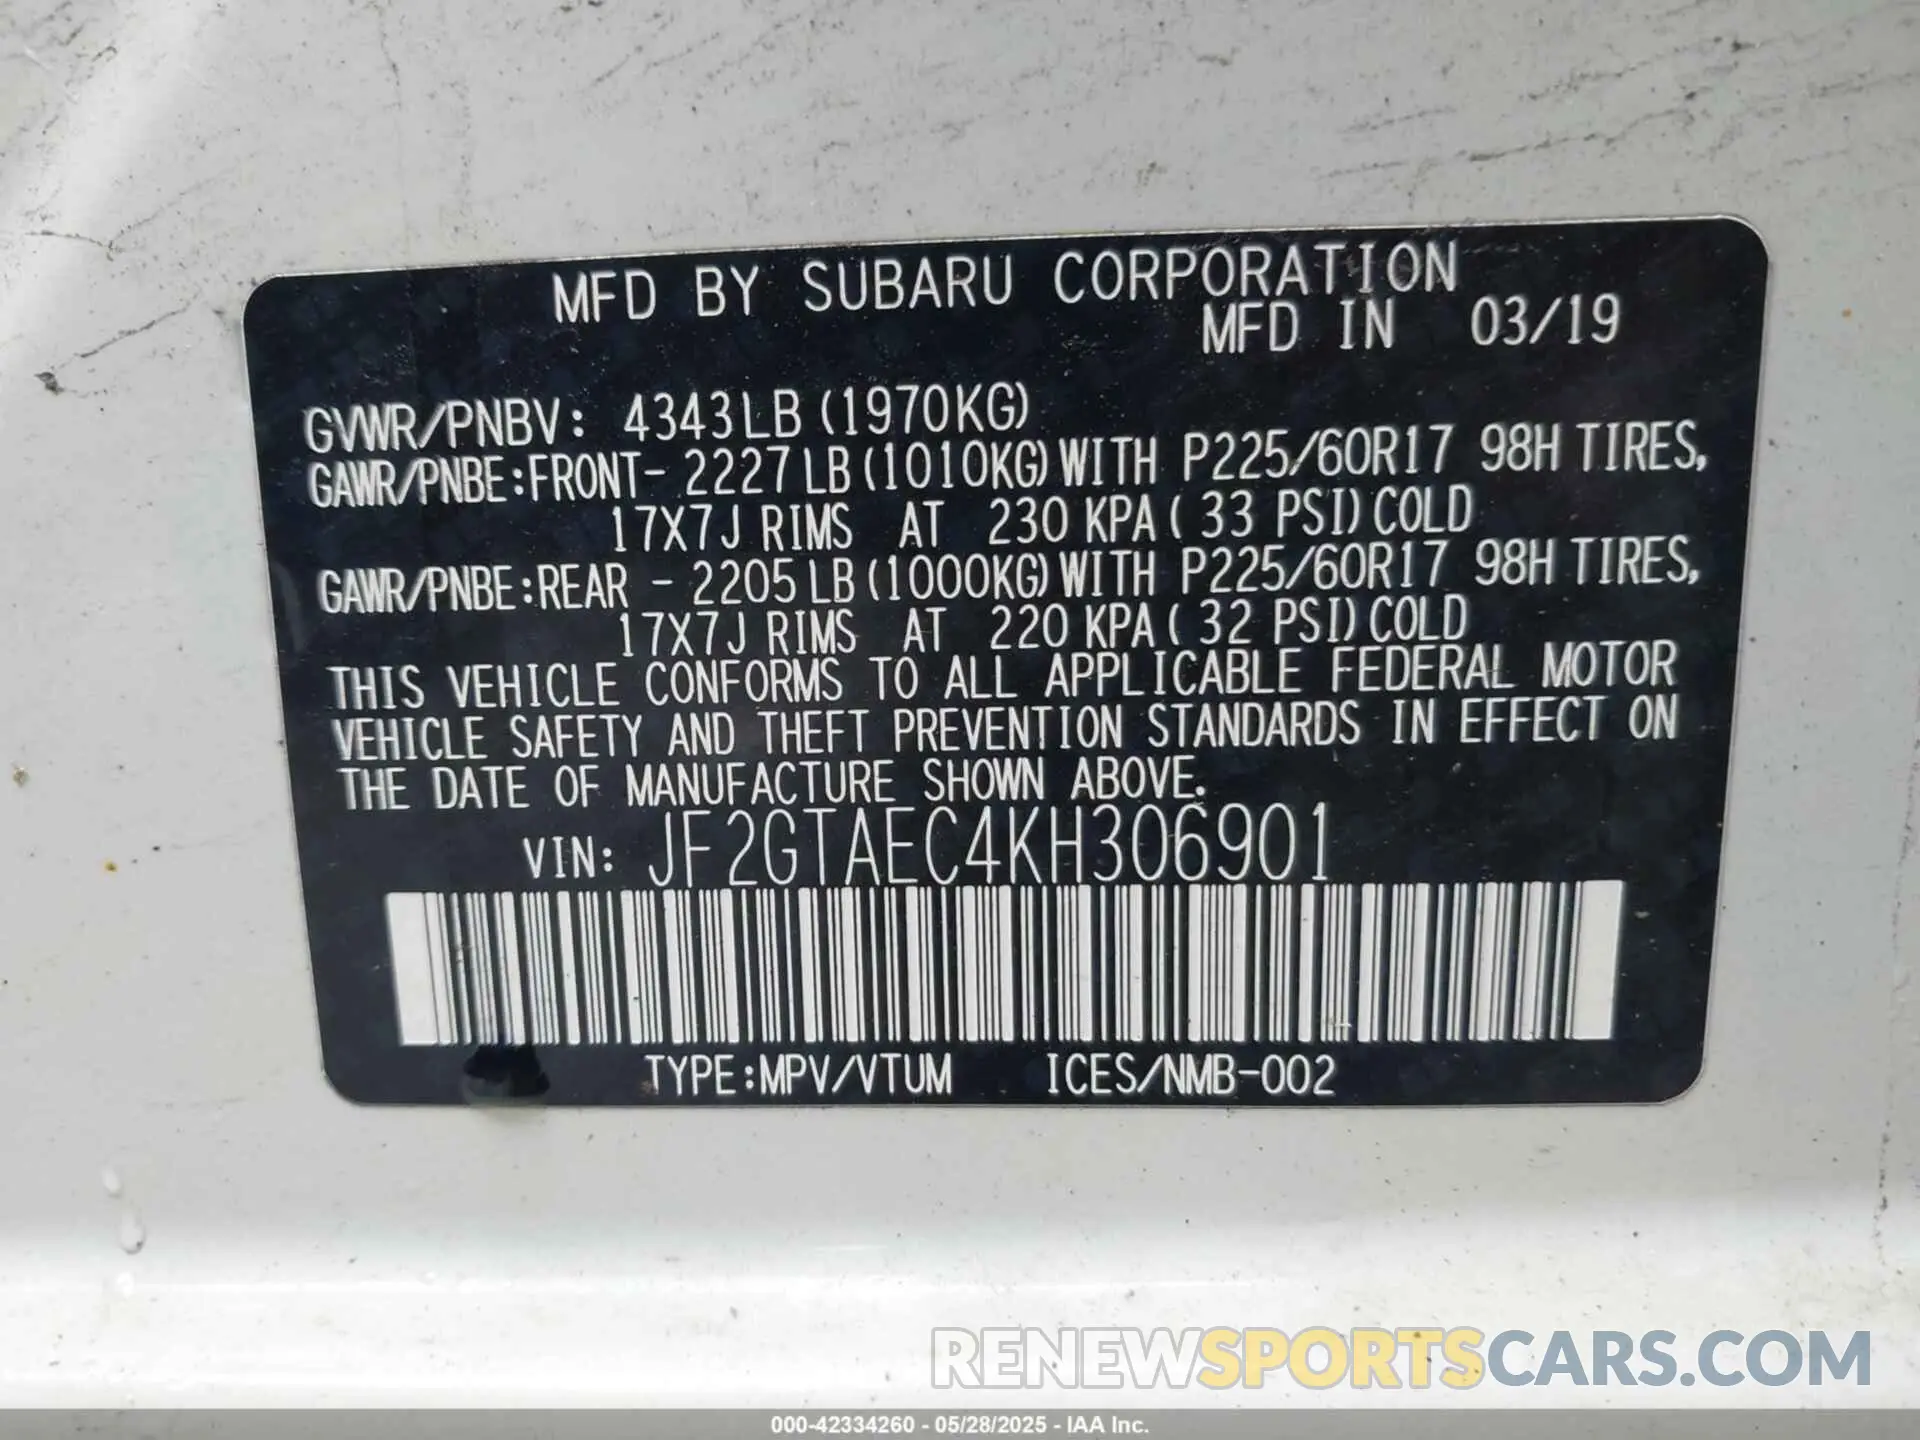 MFD BY SUBARU CORPORATION
MFD IN 03/19
GVWR/PNBV: 4343LB (1970KG)
GAWR/PNBE:FRONT- 2227LB (1010KG) WITH P225/60R17 98H TIRES,
17X7J RIMS AT 230 KPA ( 33 PSI) COLD
GAWR/PNBE:REAR - 2205LB (1000KG) WITH P225/60R17 98H TIRES,
17X7J RIMS AT 220 KPA ( 32 PSI) COLD
THIS VEHICLE CONFORMS TO ALL APPLICABLE FEDERAL MOTOR
VEHICLE SAFETY AND THEFT PREVENTION STANDARDS IN EFFECT ON
THE DATE OF MANUFACTURE SHOWN ABOVE.
VIN: JF2GTAEC4KH306901
TYPE:MPV/VTUM ICES/NMB-002
RENEWSPORTSCARS.COM
000-42334260 - 05/28/2025 - IAA Inc.